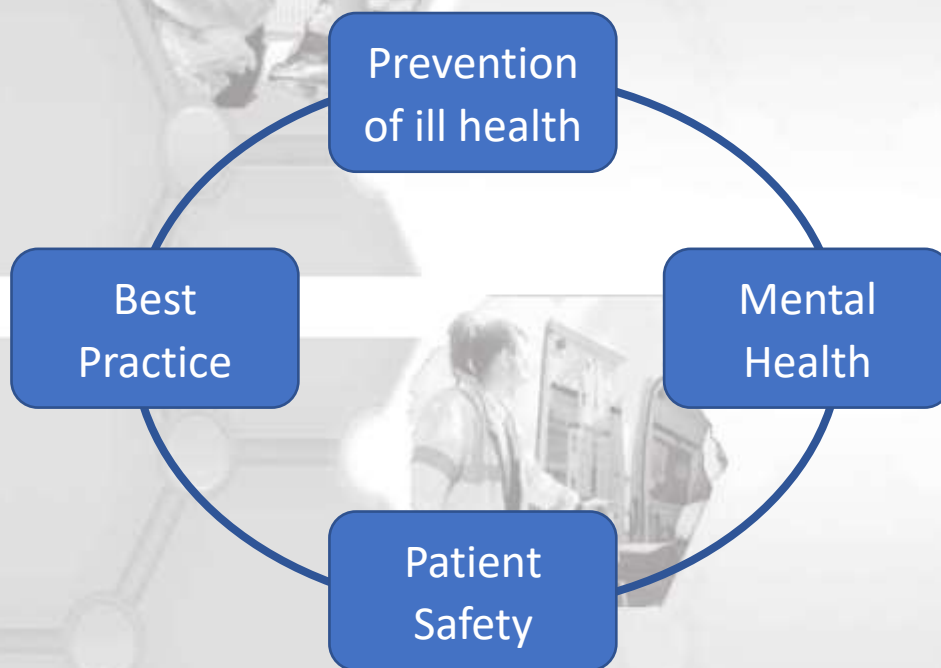 Prevention
of ill health
Best
Practice
Mental
Health
Patient
Safety